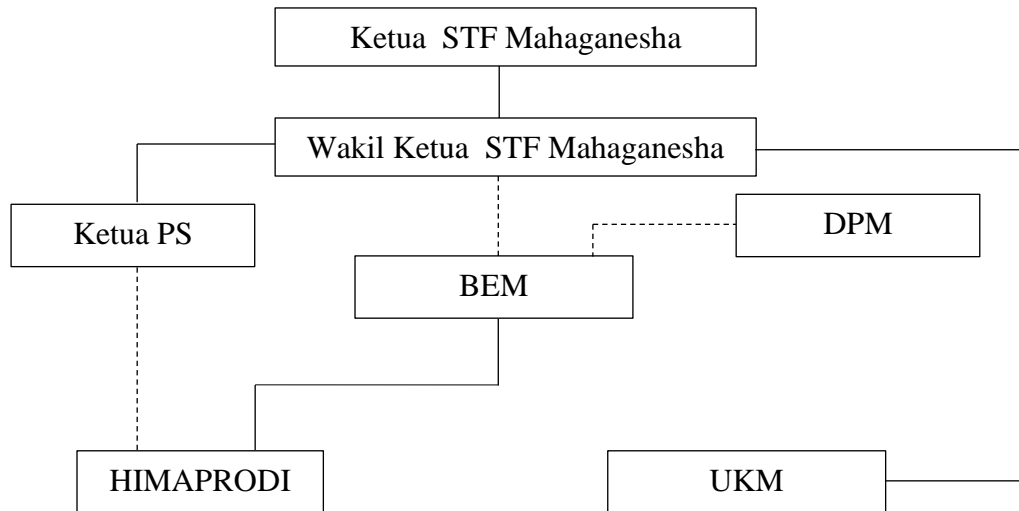 Ketua STF Mahaganesha
Wakil Ketua STF Mahaganesha
Ketua PS
DPM
BEM
HIMAPRODI
UKM